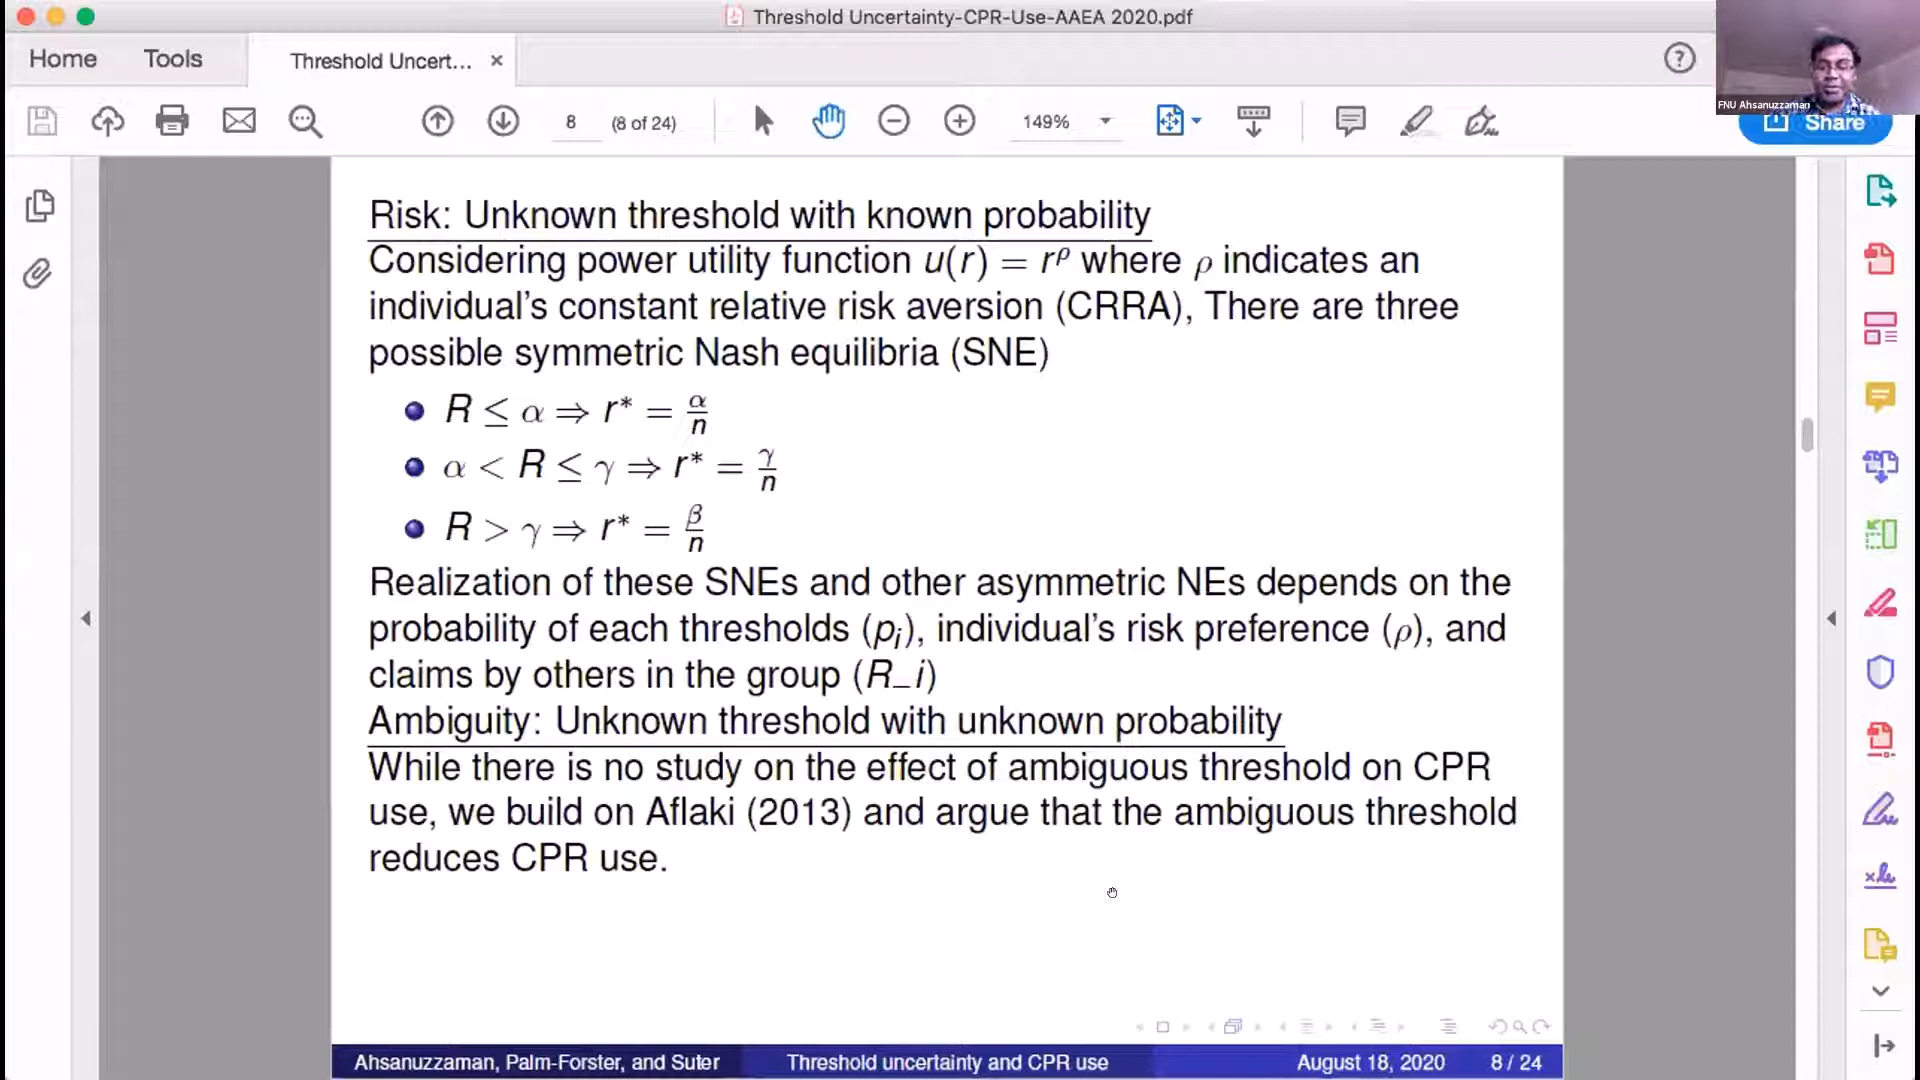 Threshold Uncertainty-CPR-Use-AAEA 2020.pdf
Home Tools Threshold Uncert... ×
8 (8 of 24) 149%
FNU Ahsanuzzaman
Share
Risk: Unknown threshold with known probability
Considering power utility function u(r) = r^ρ where ρ indicates an
individual's constant relative risk aversion (CRRA), There are three
possible symmetric Nash equilibria (SNE)
R ≤ α ⇒ r* = α/n
α < R ≤ γ ⇒ r* = γ/n
R > γ ⇒ r* = β/n
Realization of these SNEs and other asymmetric NEs depends on the
probability of each thresholds (p_i), individual's risk preference (ρ), and
claims by others in the group (R_−i)
Ambiguity: Unknown threshold with unknown probability
While there is no study on the effect of ambiguous threshold on CPR
use, we build on Aflaki (2013) and argue that the ambiguous threshold
reduces CPR use.
Ahsanuzzaman, Palm-Forster, and Suter Threshold uncertainty and CPR use August 18, 2020 8 / 24